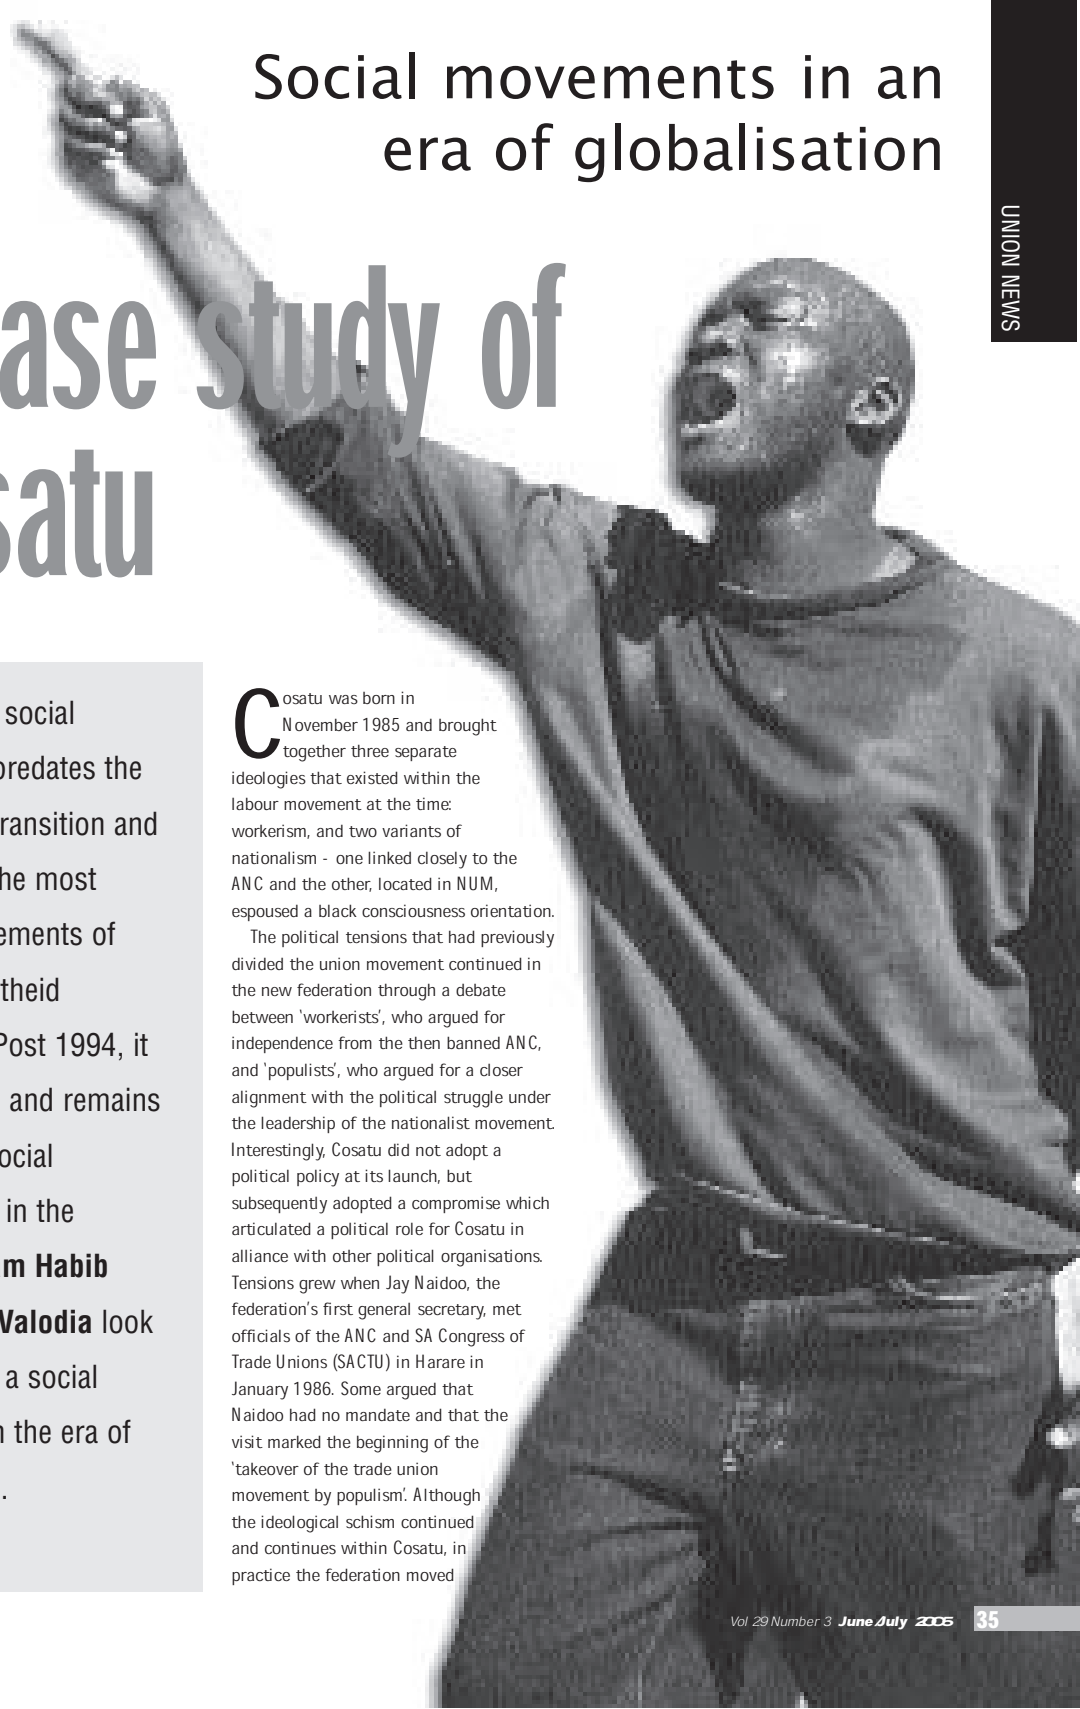 Social movements in an
era of globalisation
UNION NEWS
ase study of
satu
social
predates the
ransition and
he most
ements of
theid
Post 1994, it
and remains
ocial
in the
m Habib
Valodia look
a social
n the era of
.
Cosatu was born in
November 1985 and brought
together three separate
ideologies that existed within the
labour movement at the time:
workerism, and two variants of
nationalism - one linked closely to the
ANC and the other, located in NUM,
espoused a black consciousness orientation.
The political tensions that had previously
divided the union movement continued in
the new federation through a debate
between ‘workerists’, who argued for
independence from the then banned ANC,
and ‘populists’, who argued for a closer
alignment with the political struggle under
the leadership of the nationalist movement.
Interestingly, Cosatu did not adopt a
political policy at its launch, but
subsequently adopted a compromise which
articulated a political role for Cosatu in
alliance with other political organisations.
Tensions grew when Jay Naidoo, the
federation’s first general secretary, met
officials of the ANC and SA Congress of
Trade Unions (SACTU) in Harare in
January 1986. Some argued that
Naidoo had no mandate and that the
visit marked the beginning of the
‘takeover of the trade union
movement by populism’. Although
the ideological schism continued
and continues within Cosatu, in
practice the federation moved
Vol 29 Number 3 June/July 2005 35